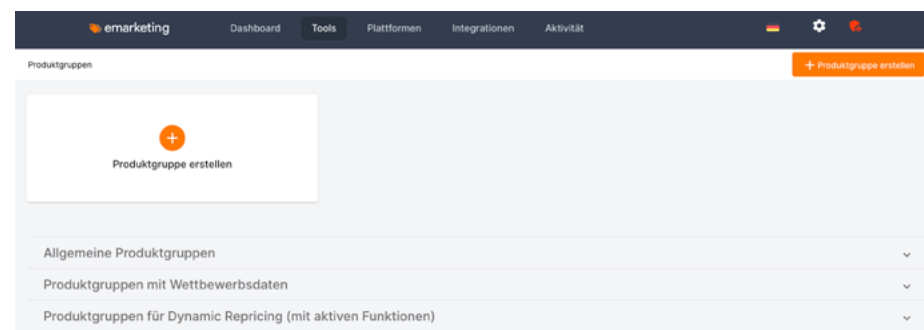 emarketing Dashboard Tools Plattformen Integrationen Aktivität
Produktgruppen + Produktgruppe erstellen
Produktgruppe erstellen
Allgemeine Produktgruppen
Produktgruppen mit Wettbewerbsdaten
Produktgruppen für Dynamic Repricing (mit aktiven Funktionen)